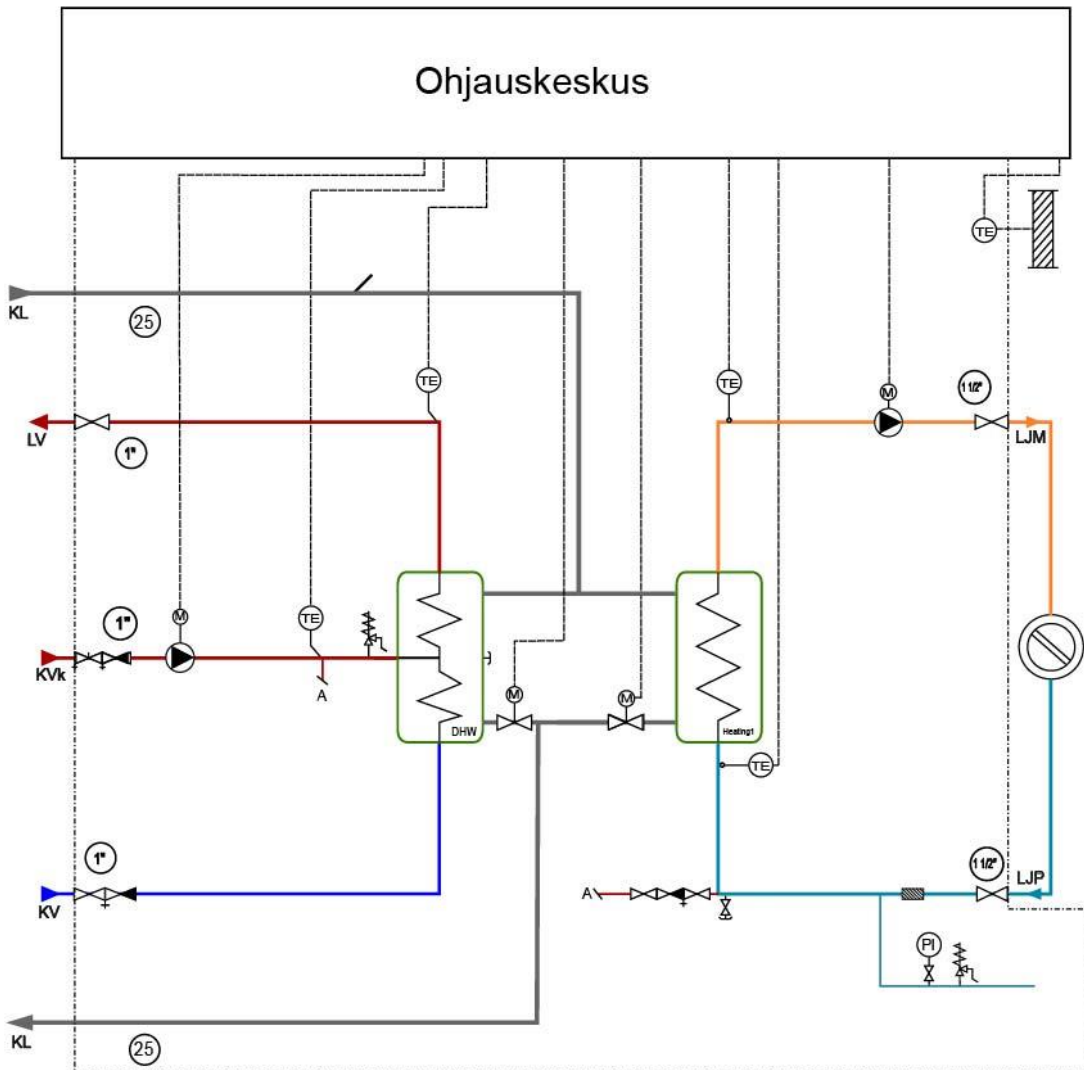 Ohjauskeskus
TE
KL
25
TE
TE
1 1/2"
M
LV
1"
LJM
1"
M
TE
KVk
A
M
M
DHW
Heating1
TE
1"
1 1/2"
KV
A
LJP
PI
KL
25